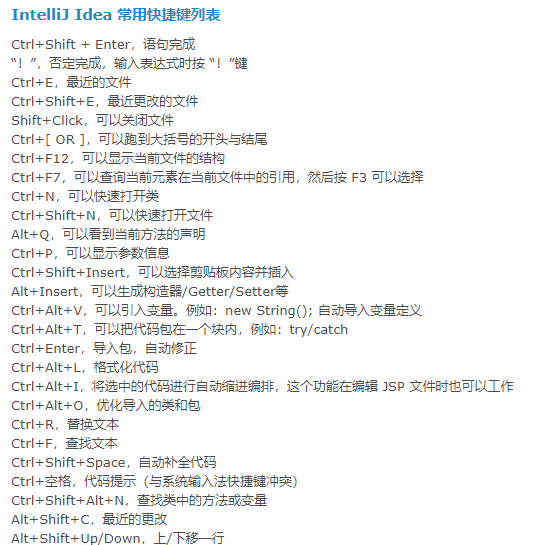 IntelliJ Idea 常用快捷键列表
Ctrl+Shift + Enter，语句完成
“！”，否定完成，输入表达式时按 “！”键
Ctrl+E，最近的文件
Ctrl+Shift+E，最近更改的文件
Shift+Click，可以关闭文件
Ctrl+[ OR ]，可以跑到大括号的开头与结尾
Ctrl+F12，可以显示当前文件的结构
Ctrl+F7，可以查询当前元素在当前文件中的引用，然后按 F3 可以选择
Ctrl+N，可以快速打开类
Ctrl+Shift+N，可以快速打开文件
Alt+Q，可以看到当前方法的声明
Ctrl+P，可以显示参数信息
Ctrl+Shift+Insert，可以选择剪贴板内容并插入
Alt+Insert，可以生成构造器/Getter/Setter等
Ctrl+Alt+V，可以引入变量。例如：new String(); 自动导入变量定义
Ctrl+Alt+T，可以把代码包在一个块内，例如：try/catch
Ctrl+Enter，导入包，自动修正
Ctrl+Alt+L，格式化代码
Ctrl+Alt+I，将选中的代码进行自动缩进编排，这个功能在编辑 JSP 文件时也可以工作
Ctrl+Alt+O，优化导入的类和包
Ctrl+R，替换文本
Ctrl+F，查找文本
Ctrl+Shift+Space，自动补全代码
Ctrl+空格，代码提示（与系统输入法快捷键冲突）
Ctrl+Shift+Alt+N，查找类中的方法或变量
Alt+Shift+C，最近的更改
Alt+Shift+Up/Down，上/下移一行